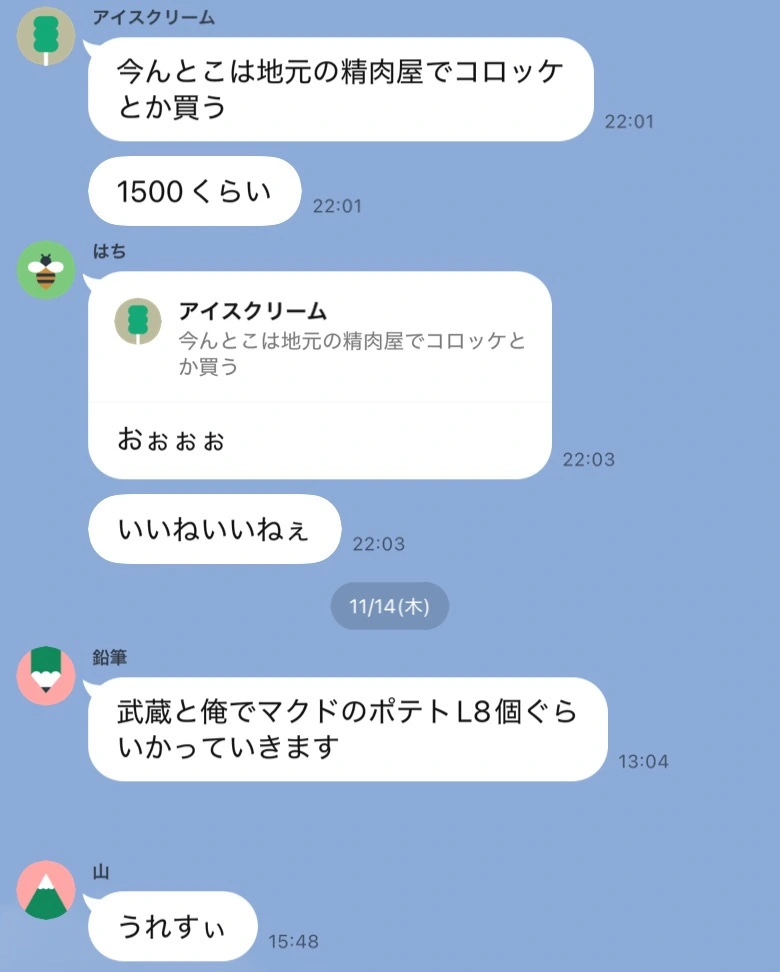 アイスクリーム
今んとこは地元の精肉屋でコロッケ
とか買う
22:01
1500くらい
22:01
はち
アイスクリーム
今んとこは地元の精肉屋でコロッケと
か買う
おぉぉぉ
22:03
いいねいいねぇ
22:03
11/14(木)
鉛筆
武蔵と俺でマクドのポテトL8個ぐら
いかっていきます
13:04
山
うれすぃ
15:48